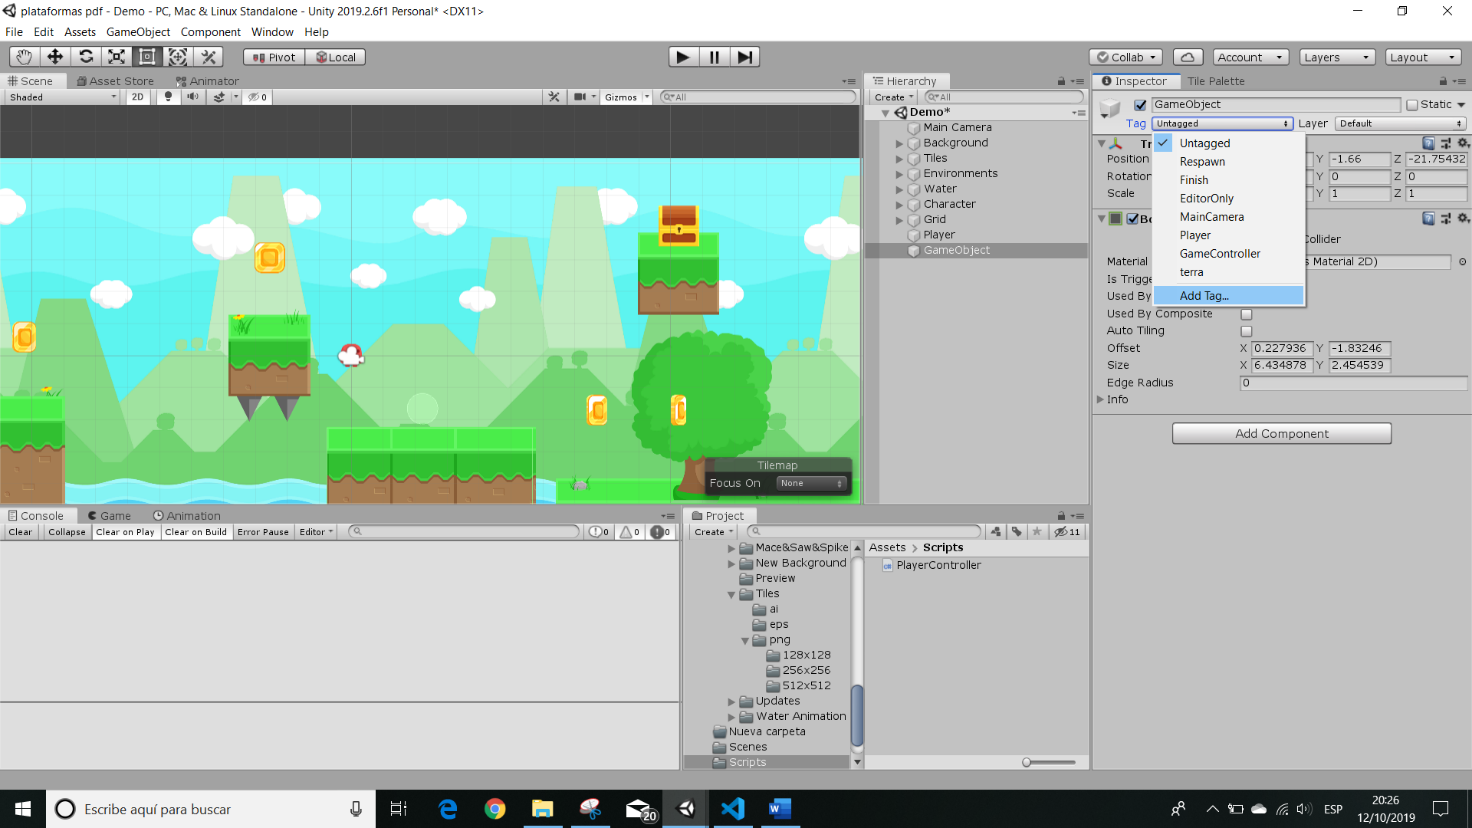 plataformas pdf - Demo - PC, Mac & Linux Standalone - Unity 2019.2.6f1 Personal* <DX11>
File Edit Assets GameObject Component Window Help
Pivot Local Collab Account Layers Layout
Scene Asset Store Animator
Shaded 2D 0 Gizmos All
Tilemap
Focus On None
Hierarchy
Create All
Demo*
Main Camera
Background
Tiles
Environments
Water
Character
Grid
Player
GameObject
Inspector Tile Palette
GameObject Static
Tag Untagged Layer Default
Untagged
Respawn
Finish
EditorOnly
MainCamera
Player
GameController
terra
Add Tag...
Tr
Position Y -1.66 Z -21.75432
Rotation Y 0 Z 0
Scale Y 1 Z 1
Bo
Collider
Material s Material 2D)
Is Trigge
Used By
Used By Composite
Auto Tiling
Offset X 0.227936 Y -1.83246
Size X 6.434878 Y 2.454539
Edge Radius 0
Info
Add Component
Console Game Animation
Clear Collapse Clear on Play Clear on Build Error Pause Editor 0 0 0
Project
Create 11
Mace&Saw&Spike
New Background
Preview
Tiles
ai
eps
png
128x128
256x256
512x512
Updates
Water Animation
Nueva carpeta
Scenes
Scripts
Assets > Scripts
PlayerController
Escribe aquí para buscar
20
ESP
20:26
12/10/2019